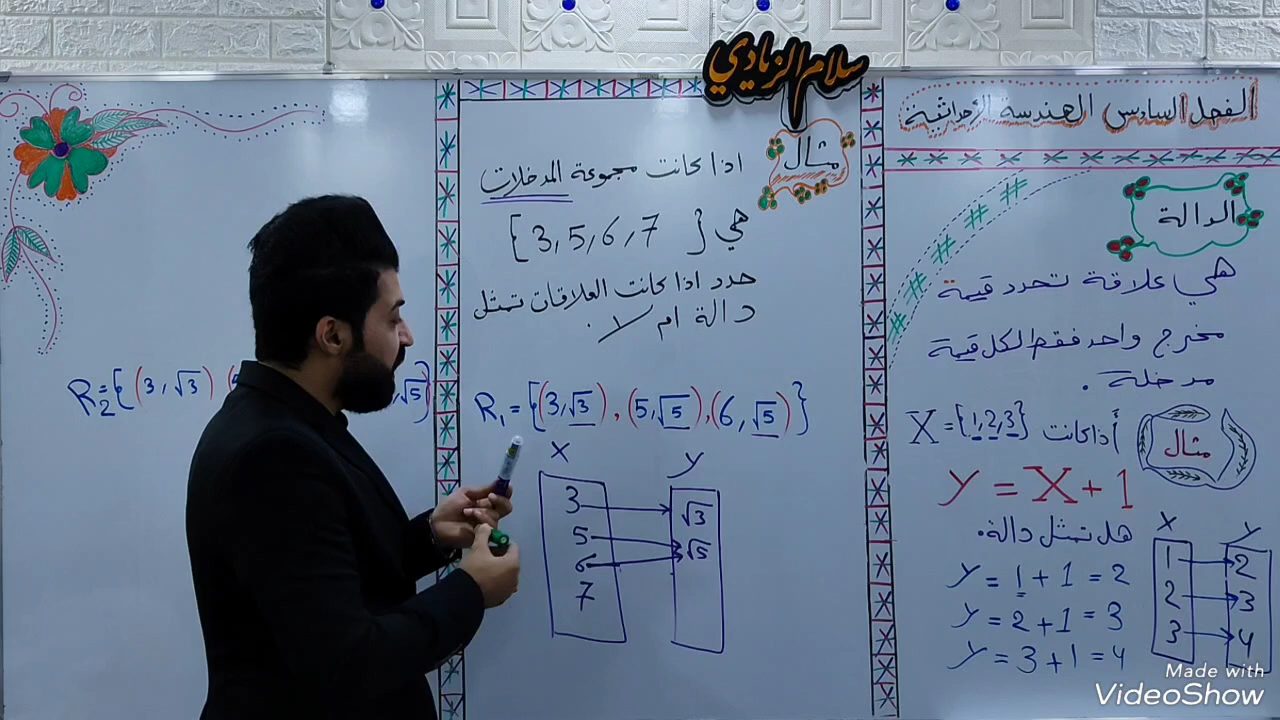 سلام الزيادي
الفصل السادس الهندسة الأحداثية
الدالة
هي علاقة تحدد قيمة
مخرج واحد فقط لكل قيمة
مدخلة .
مثال
أذا كانت X = {1,2,3}
y = X + 1
هل تمثل دالة.
y = 1 + 1 = 2
y = 2 + 1 = 3
y = 3 + 1 = 4
X Y
1 2
2 3
3 4
مثال
اذا كانت مجموعة المدخلات
هي {3,5,6,7}
حدد اذا كانت العلاقات تمثل
دالة ام لا .
R₁ = {(3,√3), (5,√5), (6,√5)}
X y
3 √3
5 √5
6
7
R₂ = {(3,√3) (5 √5)}
Made with
VideoShow